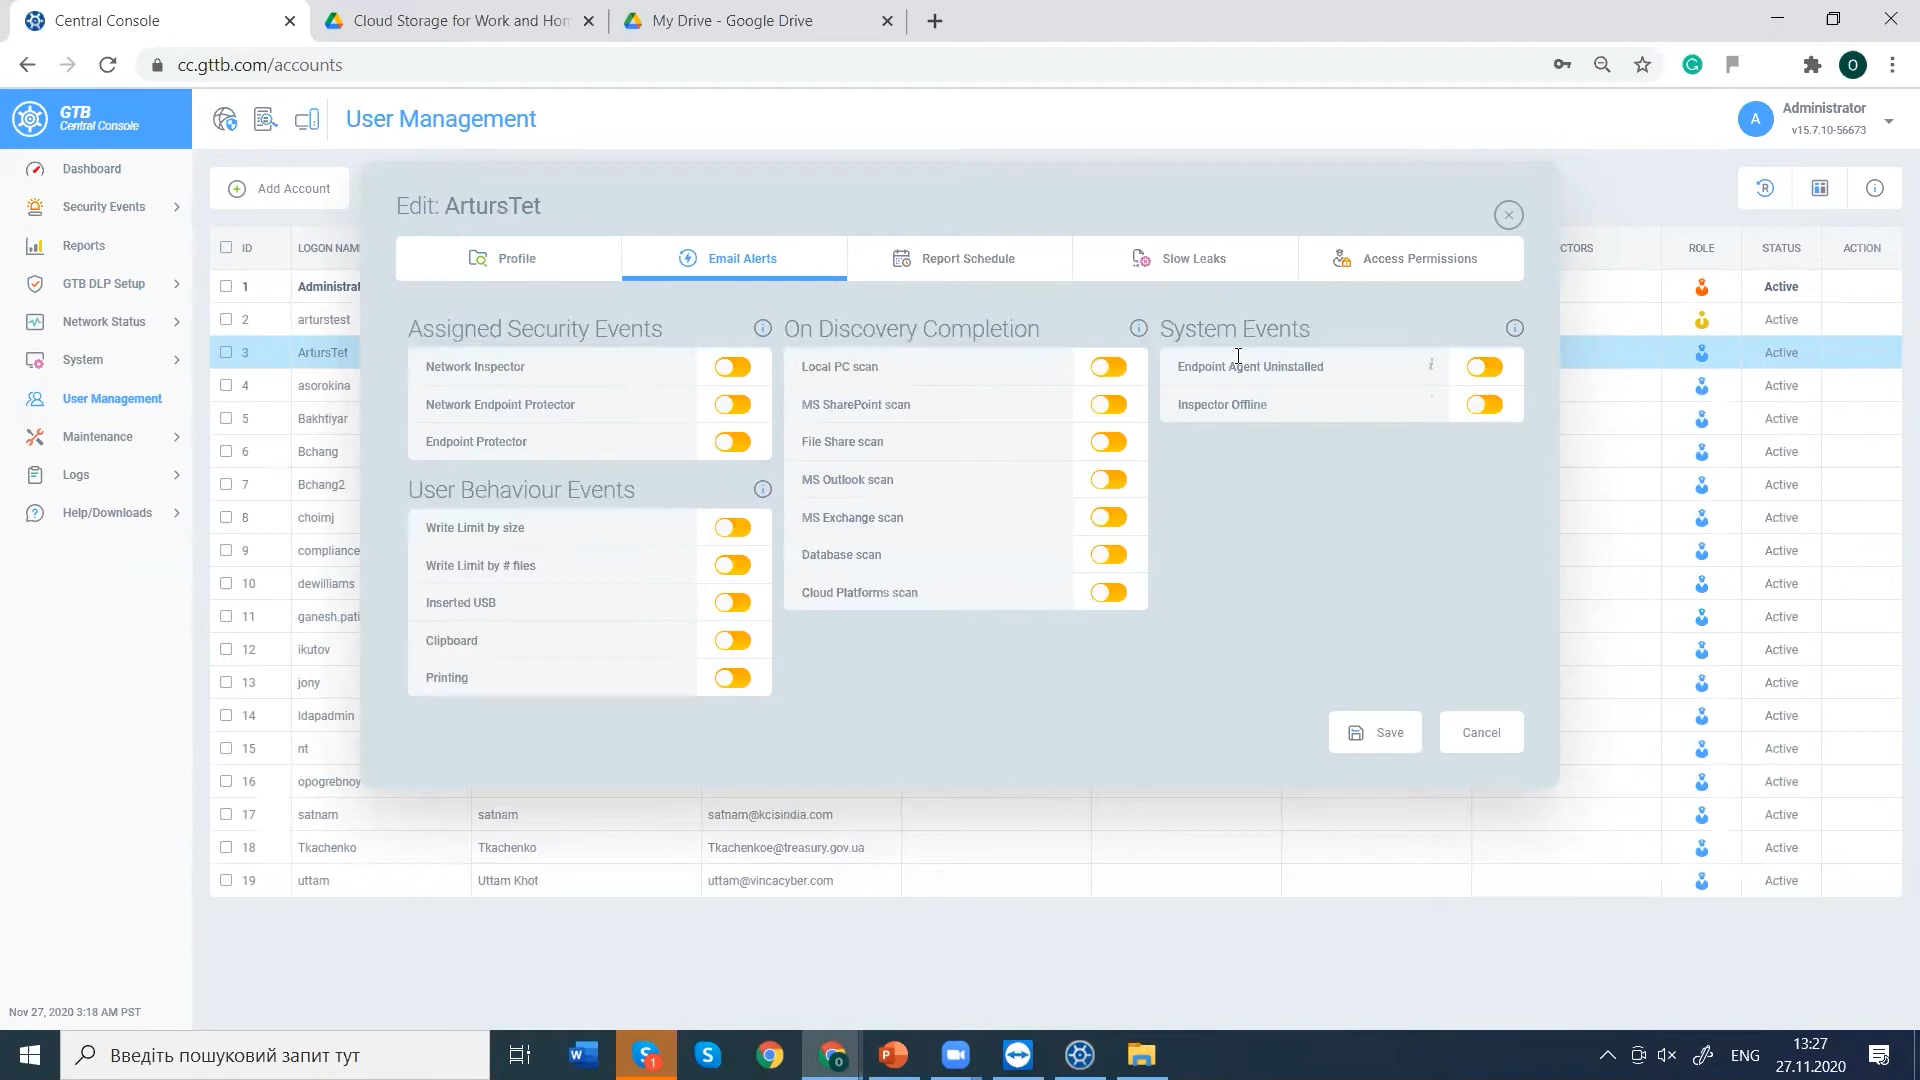 Central Console
Cloud Storage for Work and Hom
My Drive - Google Drive
cc.gttb.com/accounts
GTB
Central Console
User Management
A
Administrator
v15.7.10-56673
Dashboard
Security Events
Reports
GTB DLP Setup
Network Status
System
User Management
Maintenance
Logs
Help/Downloads
Nov 27, 2020 3:18 AM PST
Add Account
ID LOGON NAM CTORS ROLE STATUS ACTION
1 Administrat Active
2 arturstest Active
3 ArtursTet Active
4 asorokina Active
5 Bakhtiyar Active
6 Bchang Active
7 Bchang2 Active
8 choimj Active
9 compliance Active
10 dewilliams Active
11 ganesh.pati Active
12 ikutov Active
13 jony Active
14 ldapadmin Active
15 nt Active
16 opogrebnoy Active
17 satnam satnam satnam@kcisindia.com Active
18 Tkachenko Tkachenko Tkachenkoe@treasury.gov.ua Active
19 uttam Uttam Khot uttam@vincacyber.com Active
Edit: ArtursTet
Profile
Email Alerts
Report Schedule
Slow Leaks
Access Permissions
Assigned Security Events
Network Inspector
Network Endpoint Protector
Endpoint Protector
User Behaviour Events
Write Limit by size
Write Limit by # files
Inserted USB
Clipboard
Printing
On Discovery Completion
Local PC scan
MS SharePoint scan
File Share scan
MS Outlook scan
MS Exchange scan
Database scan
Cloud Platforms scan
System Events
Endpoint Agent Uninstalled
Inspector Offline
Save
Cancel
Введіть пошуковий запит тут
ENG
13:27
27.11.2020